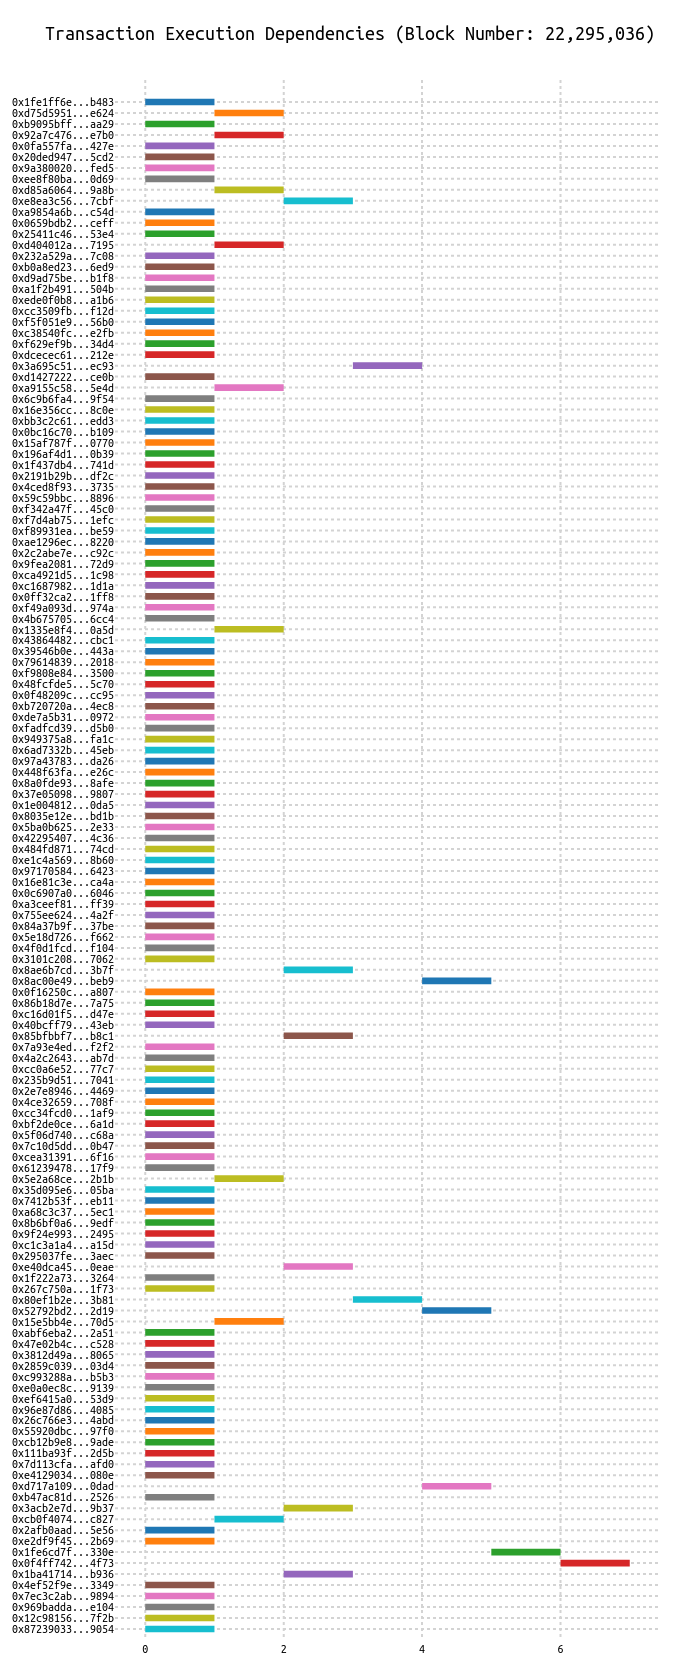 Transaction Execution Dependencies (Block Number: 22,295,036)
0x1fe1ff6e...b483
0xd75d5951...e624
0xb9095bff...aa29
0x92a7c476...e7b0
0x0fa557fa...427e
0x20ded947...5cd2
0x9a380020...fed5
0xee8f80ba...0d69
0xd85a6064...9a8b
0xe8ea3c56...7cbf
0xa9854a6b...c54d
0x0659bdb2...ceff
0x25411c46...53e4
0xd404012a...7195
0x232a529a...7c08
0xb0a8ed23...6ed9
0xd9ad75be...b1f8
0xa1f2b491...504b
0xede0f0b8...a1b6
0xcc3509fb...f12d
0xf5f051e9...56b0
0xc38540fc...e2fb
0xf629ef9b...34d4
0xdcecec61...212e
0x3a695c51...ec93
0xd1427222...ce0b
0xa9155c58...5e4d
0x6c9b6fa4...9f54
0x16e356cc...8c0e
0xbb3c2c61...edd3
0x0bc16c70...b109
0x15af787f...0770
0x196af4d1...0b39
0x1f437db4...741d
0x2191b29b...df2c
0x4ced8f93...3735
0x59c59bbc...8896
0xf342a47f...45c0
0xf7d4ab75...1efc
0xf89931ea...be59
0xae1296ec...8220
0x2c2abe7e...c92c
0x9fea2081...72d9
0xca4921d5...1c98
0xc1687982...1d1a
0x0ff32ca2...1ff8
0xf49a093d...974a
0x4b675705...6cc4
0x1335e8f4...0a5d
0x43864482...cbc1
0x39546b0e...443a
0x79614839...2018
0xf9808e84...3500
0x48fcfde5...5c70
0x0f48209c...cc95
0xb720720a...4ec8
0xde7a5b31...0972
0xfadfcd39...d5b0
0x949375a8...fa1c
0x6ad7332b...45eb
0x97a43783...da26
0x448f63fa...e26c
0x8a0fde93...8afe
0x37e05098...9807
0x1e004812...0da5
0x8035e12e...bd1b
0x5ba0b625...2e33
0x42295407...4c36
0x484fd871...74cd
0xe1c4a569...8b60
0x97170584...6423
0x16e81c3e...ca4a
0x0c6907a0...6046
0xa3ceef81...ff39
0x755ee624...4a2f
0x84a37b9f...37be
0x5e18d726...f662
0x4f0d1fcd...f104
0x3101c208...7062
0x8ae6b7cd...3b7f
0x8ac00e49...beb9
0x0f16250c...a807
0x86b18d7e...7a75
0xc16d01f5...d47e
0x40bcff79...43eb
0x85bfbbf7...b8c1
0x7a93e4ed...f2f2
0x4a2c2643...ab7d
0xcc0a6e52...77c7
0x235b9d51...7041
0x2e7e8946...4469
0x4ce32659...708f
0xcc34fcd0...1af9
0xbf2de0ce...6a1d
0x5f06d740...c68a
0x7c10d5dd...0b47
0xcea31391...6f16
0x61239478...17f9
0x5e2a68ce...2b1b
0x35d095e6...05ba
0x7412b53f...eb11
0xa68c3c37...5ec1
0x8b6bf0a6...9edf
0x9f24e993...2495
0xc1c3a1a4...a15d
0x295037fe...3aec
0xe40dca45...0eae
0x1f222a73...3264
0x267c750a...1f73
0x80ef1b2e...3b81
0x52792bd2...2d19
0x15e5bb4e...70d5
0xabf6eba2...2a51
0x47e02b4c...c528
0x3812d49a...8065
0x2859c039...03d4
0xc993288a...b5b3
0xe0a0ec8c...9139
0xef6415a0...53d9
0x96e87d86...4085
0x26c766e3...4abd
0x55920dbc...97f0
0xcb12b9e8...9ade
0x111ba93f...2d5b
0x7d113cfa...afd0
0xe4129034...080e
0xd717a109...0dad
0xb47ac81d...2526
0x3acb2e7d...9b37
0xcb0f4074...c827
0x2afb0aad...5e56
0xe2df9f45...2b69
0x1fe6cd7f...330e
0x0f4ff742...4f73
0x1ba41714...b936
0x4ef52f9e...3349
0x7ec3c2ab...9894
0x969badda...e104
0x12c98156...7f2b
0x87239033...9054
0 2 4 6